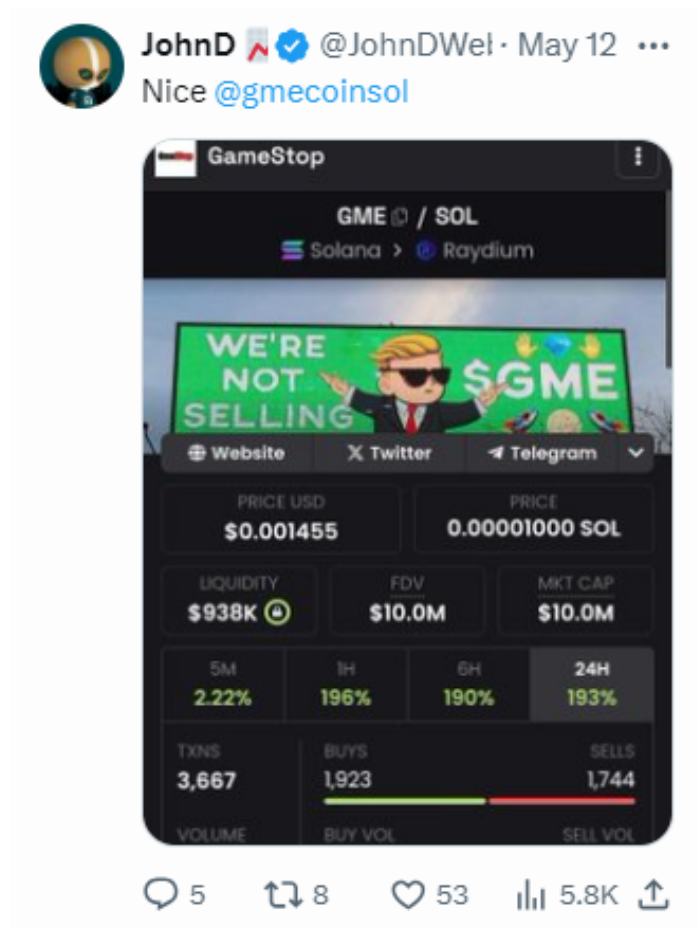 JohnD @JohnDWel · May 12 •••
Nice @gmecoinsol
GameStop
GME / SOL
Solana > Raydium
WE'RE
NOT
SELLING
$GME
Website Twitter Telegram
PRICE USD PRICE
$0.001455 0.00001000 SOL
LIQUIDITY FDV MKT CAP
$938K $10.0M $10.0M
5M 1H 6H 24H
2.22% 196% 190% 193%
TXNS BUYS SELLS
3,667 1,923 1,744
VOLUME BUY VOL SELL VOL
5 8 53 5.8K